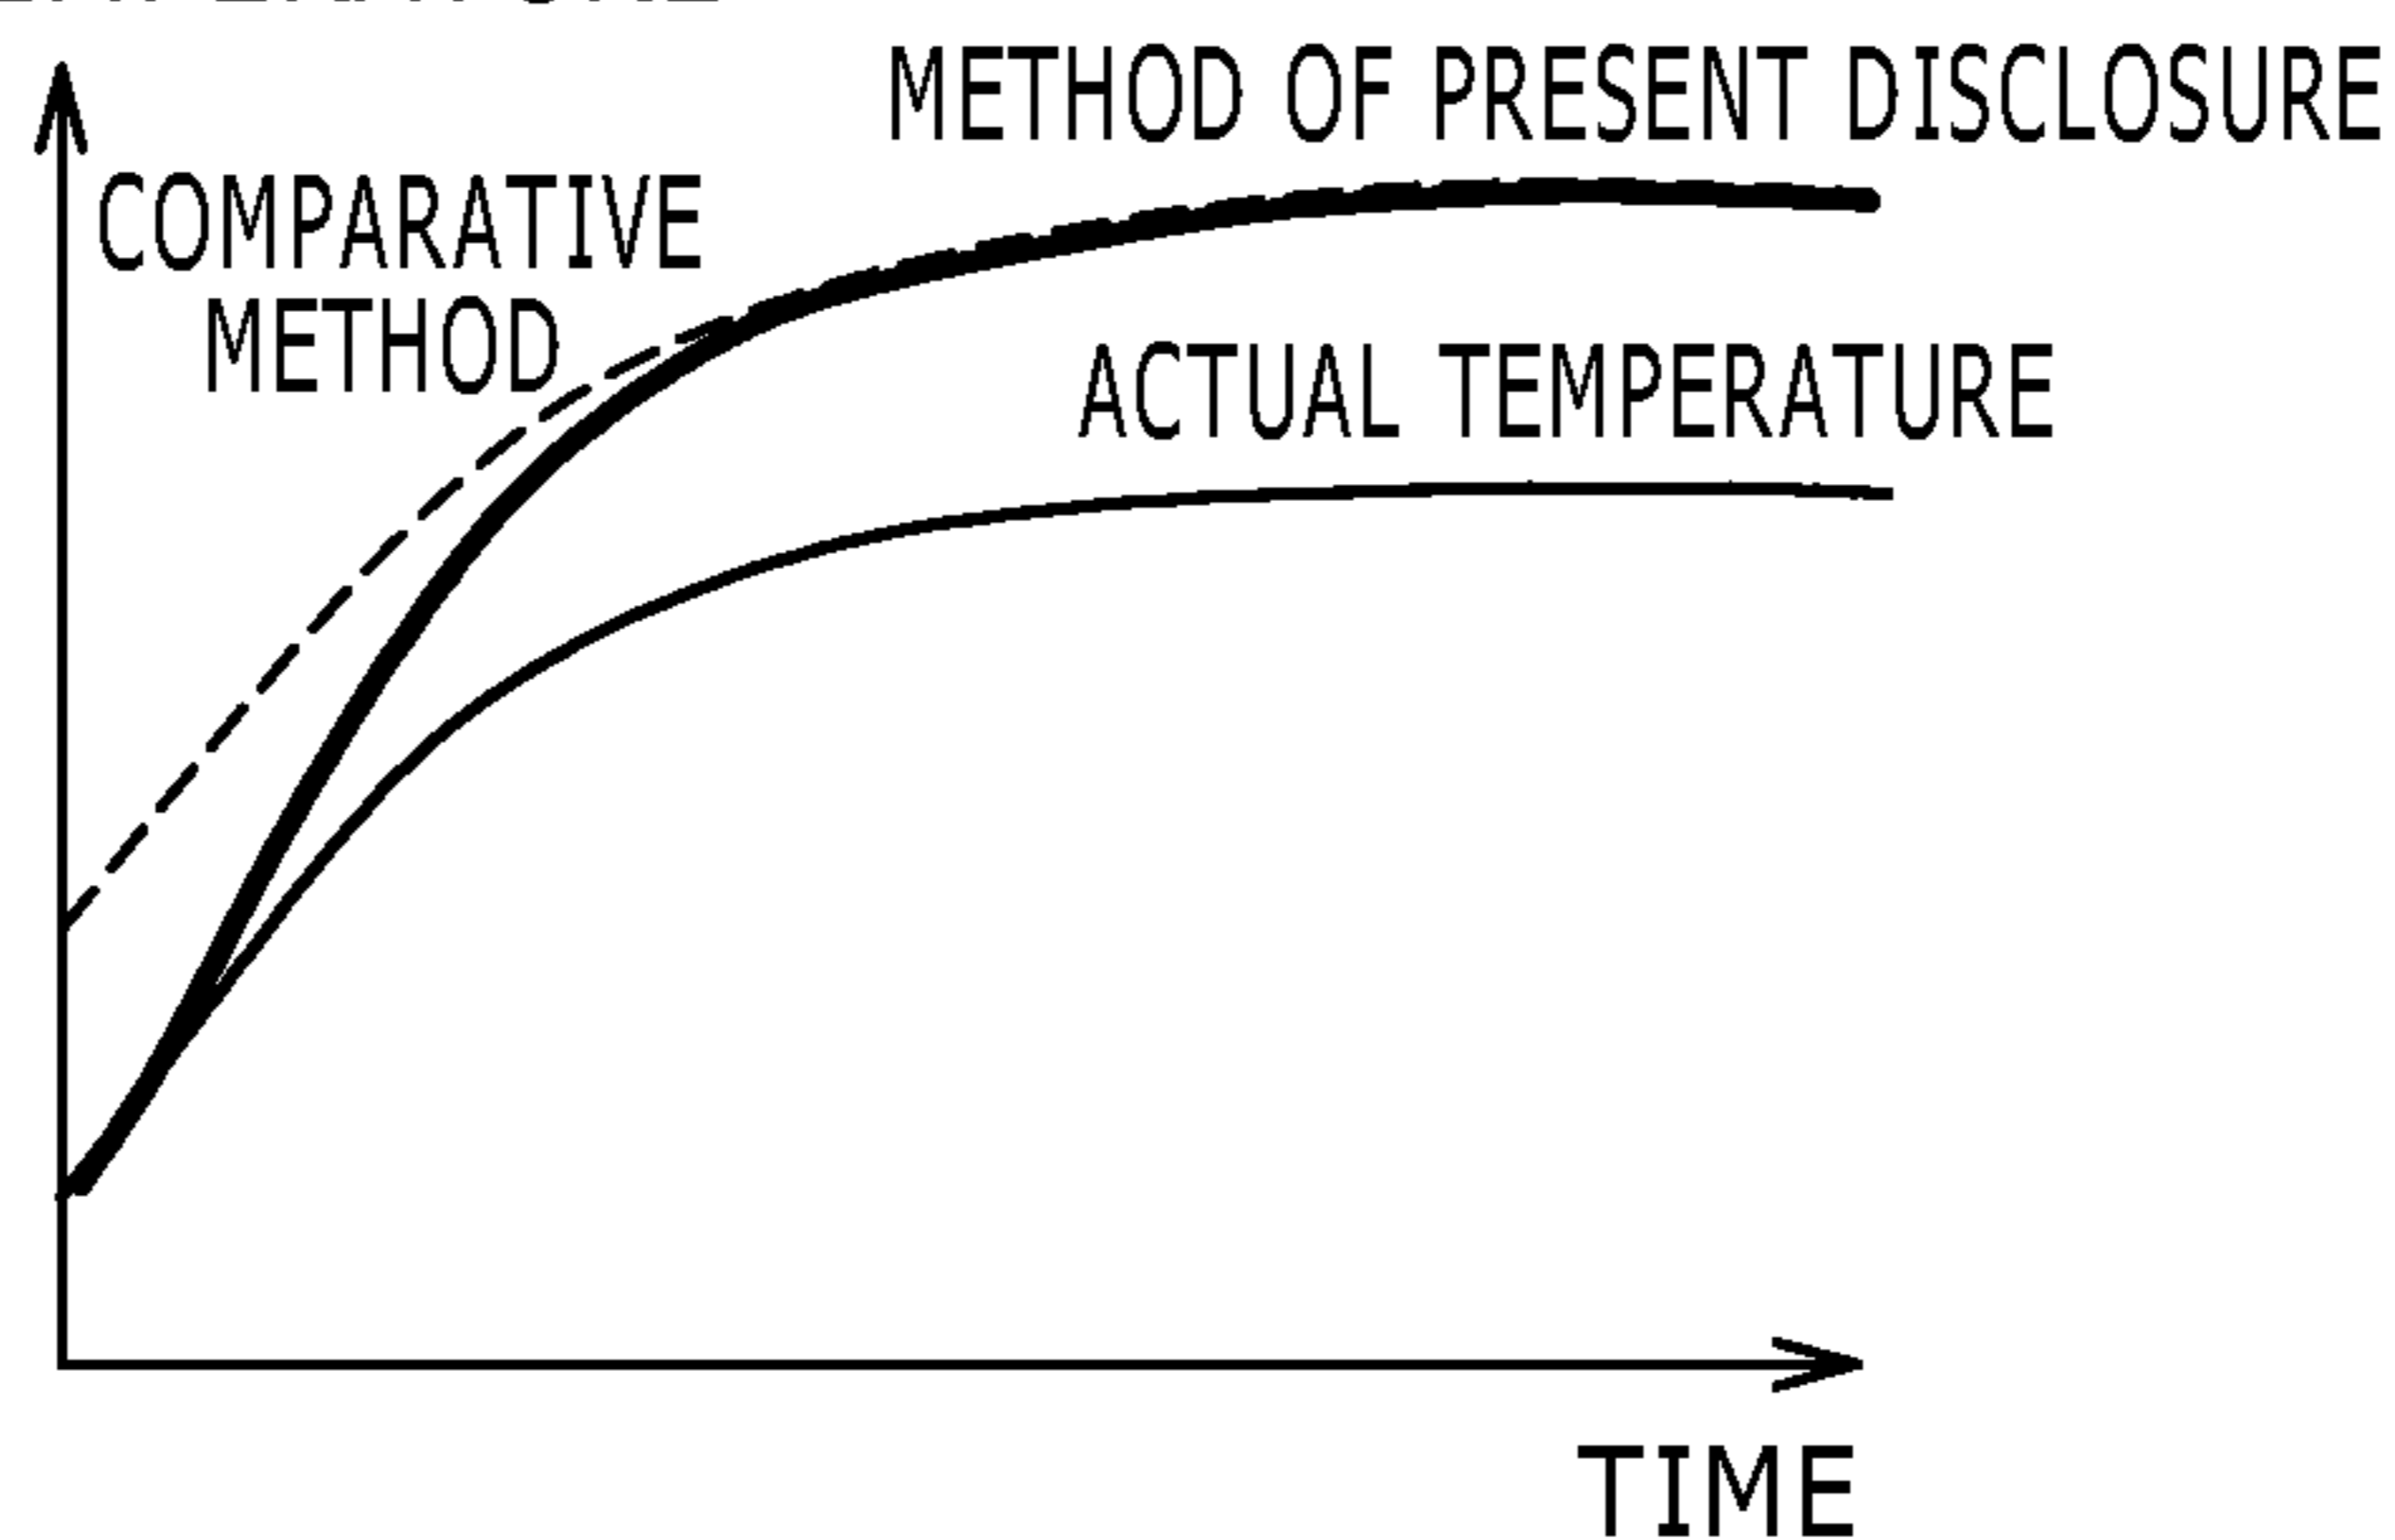 METHOD OF PRESENT DISCLOSURE
COMPARATIVE
METHOD
ACTUAL TEMPERATURE
TIME